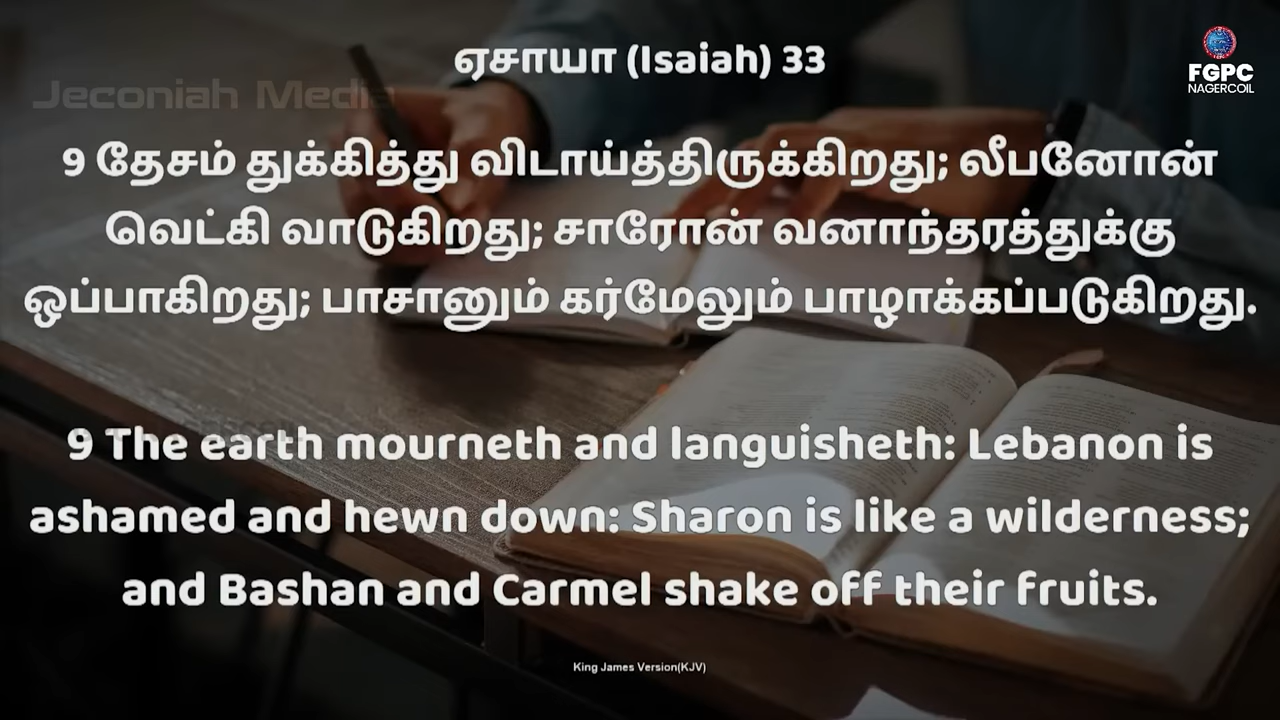 ஏசாயா (Isaiah) 33
FGPC
NAGERCOIL
Jeconiah Media
9 தேசம் துக்கித்து விடாய்த்திருக்கிறது; லீபனோன்
வெட்கி வாடுகிறது; சாரோன் வனாந்தரத்துக்கு
ஒப்பாகிறது; பாசானும் கர்மேலும் பாழாக்கப்படுகிறது.
9 The earth mourneth and languisheth: Lebanon is
ashamed and hewn down: Sharon is like a wilderness;
and Bashan and Carmel shake off their fruits.
King James Version(KJV)